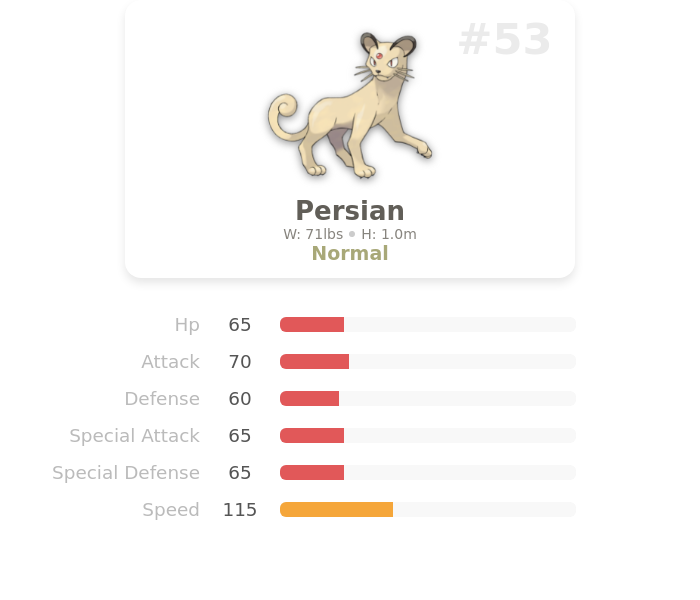 #53
Persian
W: 71lbs ● H: 1.0m
Normal
Hp 65
Attack 70
Defense 60
Special Attack 65
Special Defense 65
Speed 115